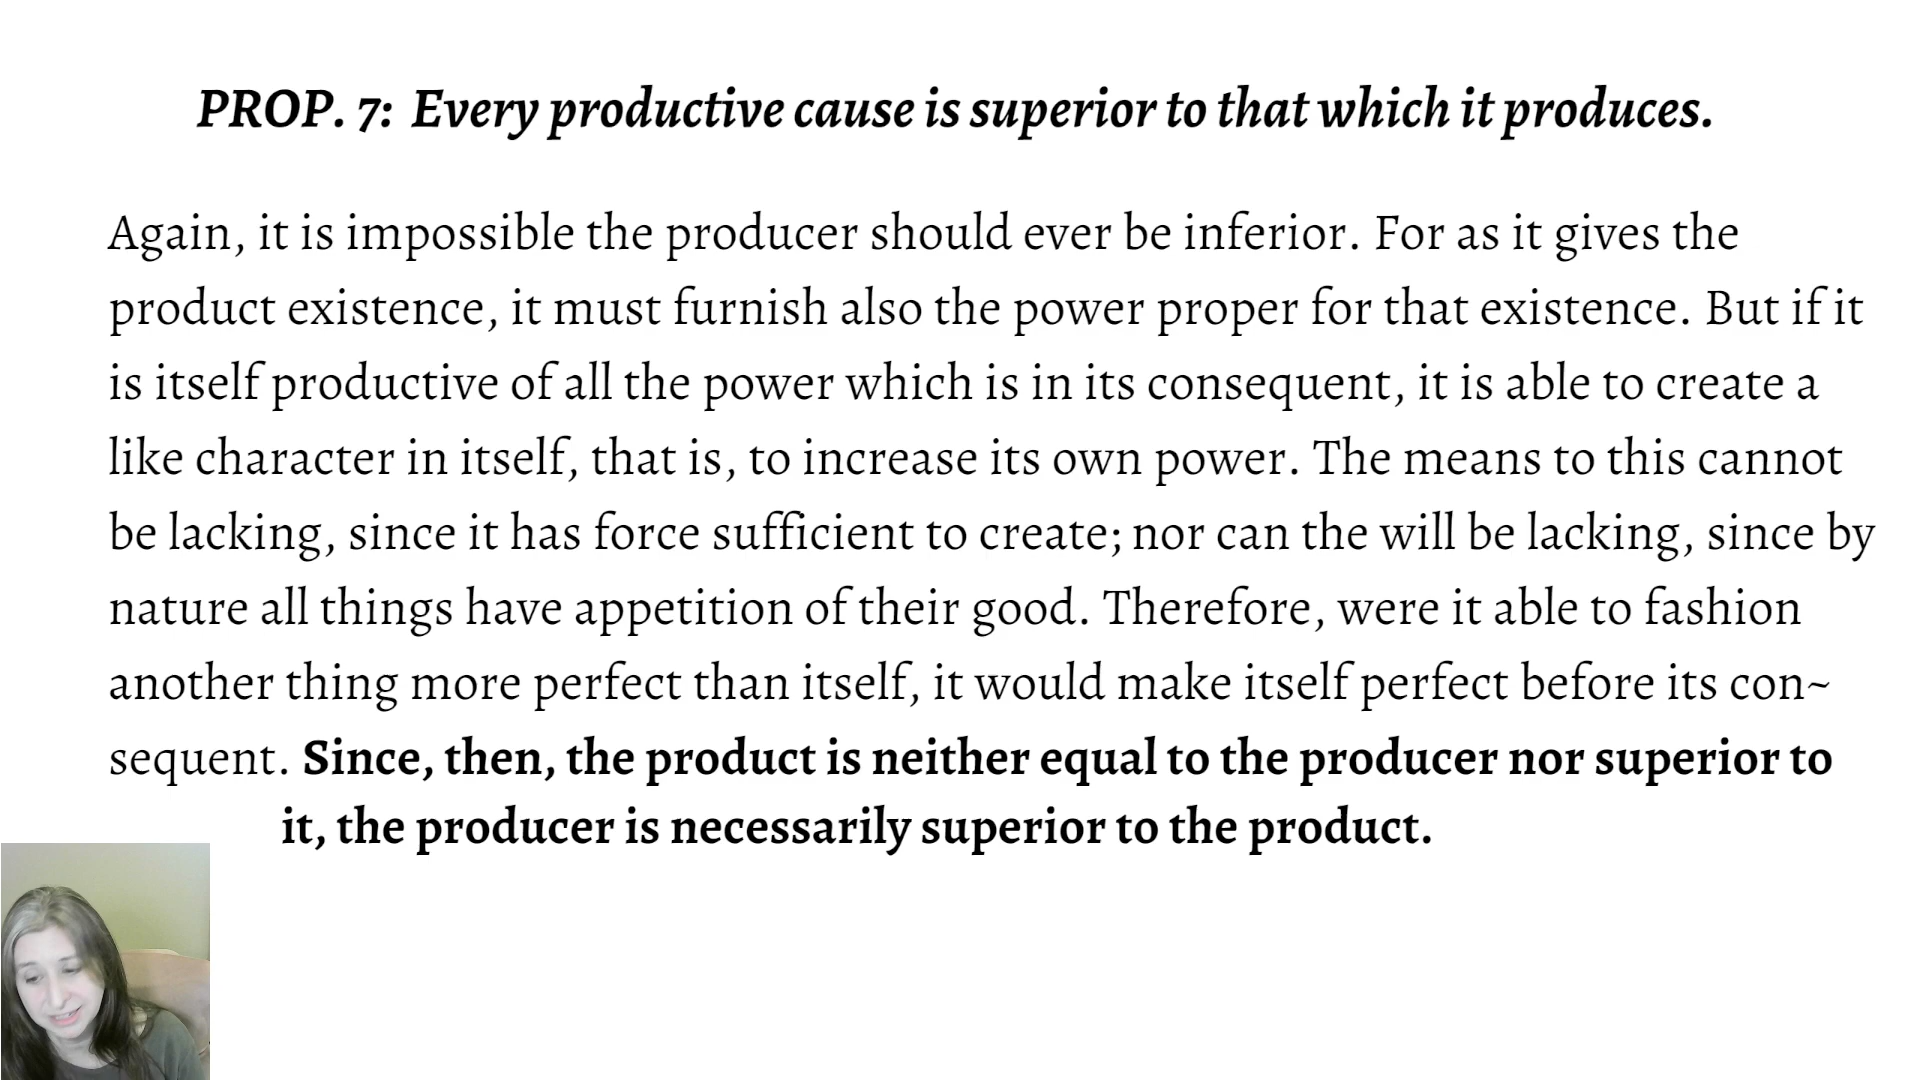 PROP. 7: Every productive cause is superior to that which it produces.
Again, it is impossible the producer should ever be inferior. For as it gives the
product existence, it must furnish also the power proper for that existence. But if it
is itself productive of all the power which is in its consequent, it is able to create a
like character in itself, that is, to increase its own power. The means to this cannot
be lacking, since it has force sufficient to create; nor can the will be lacking, since by
nature all things have appetition of their good. Therefore, were it able to fashion
another thing more perfect than itself, it would make itself perfect before its con~
sequent. Since, then, the product is neither equal to the producer nor superior to
it, the producer is necessarily superior to the product.